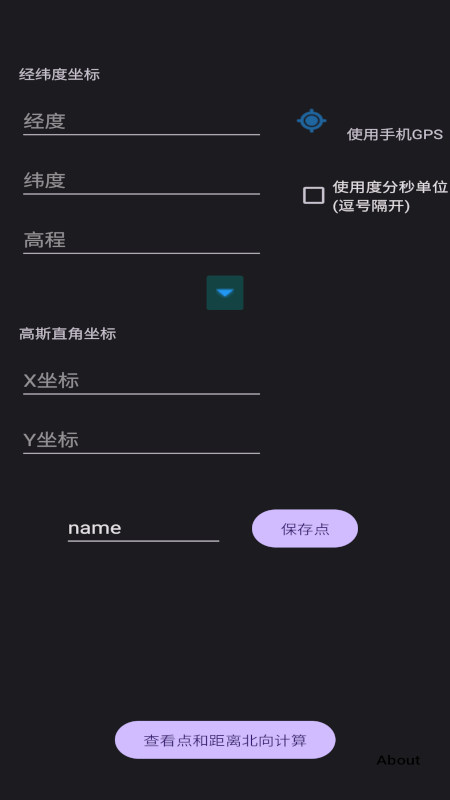 经纬度坐标
经度
使用手机GPS
纬度
使用度分秒单位
(逗号隔开)
高程
高斯直角坐标
X坐标
Y坐标
name
保存点
查看点和距离北向计算
About